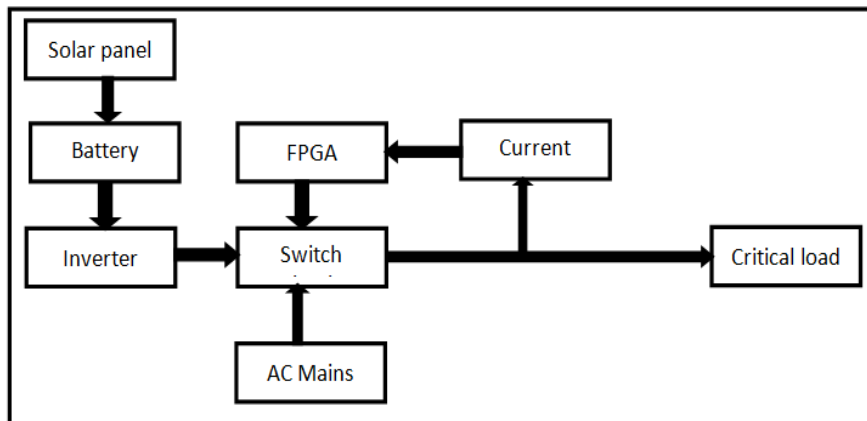 Solar panel
Battery
FPGA
Current
Inverter
Switch
Critical load
AC Mains